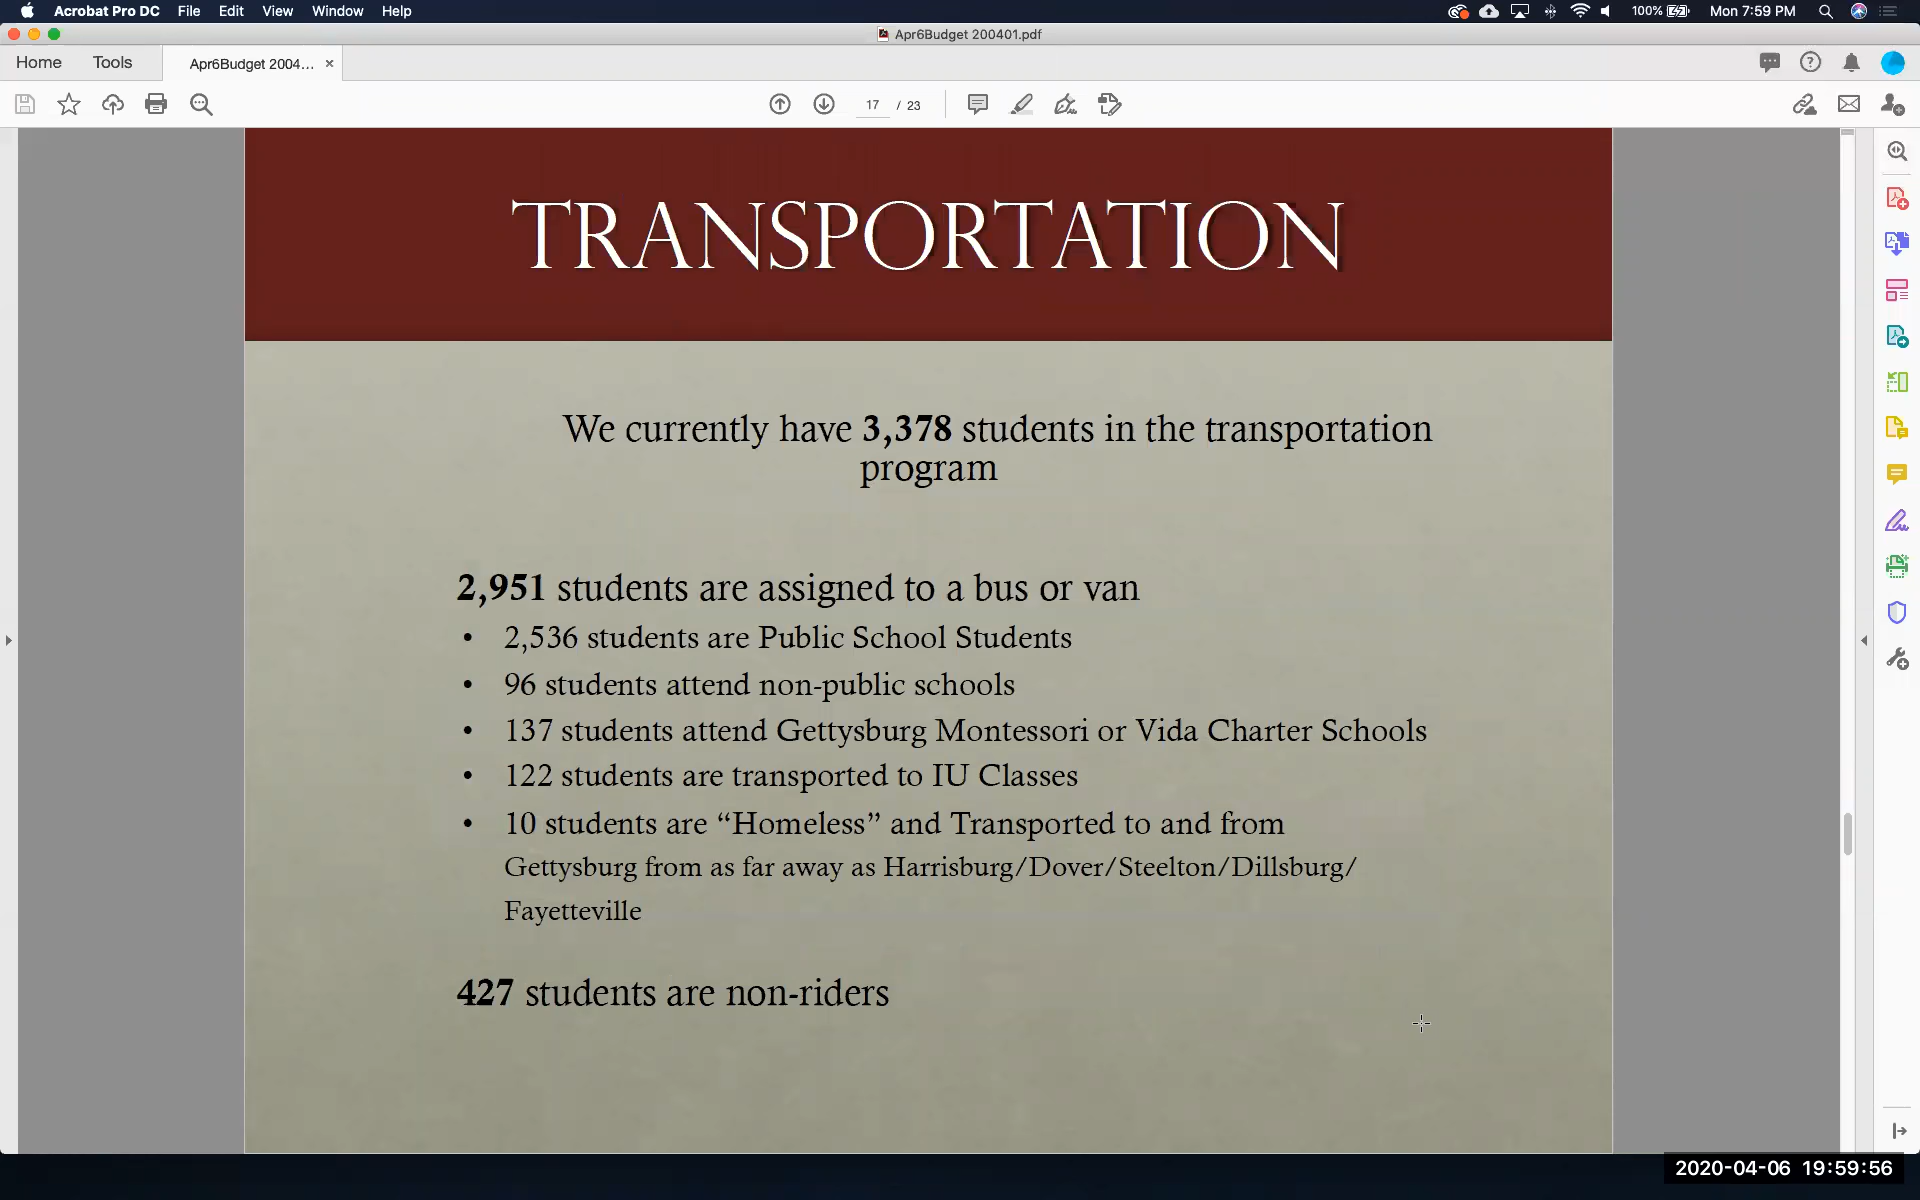 Acrobat Pro DC File Edit View Window Help 100% Mon 7:59 PM
Apr6Budget 200401.pdf
Home Tools Apr6Budget 2004... ×
17 / 23
TRANSPORTATION
We currently have 3,378 students in the transportation
program
2,951 students are assigned to a bus or van
• 2,536 students are Public School Students
• 96 students attend non-public schools
• 137 students attend Gettysburg Montessori or Vida Charter Schools
• 122 students are transported to IU Classes
• 10 students are “Homeless” and Transported to and from
Gettysburg from as far away as Harrisburg/Dover/Steelton/Dillsburg/
Fayetteville
427 students are non-riders
2020-04-06 19:59:56